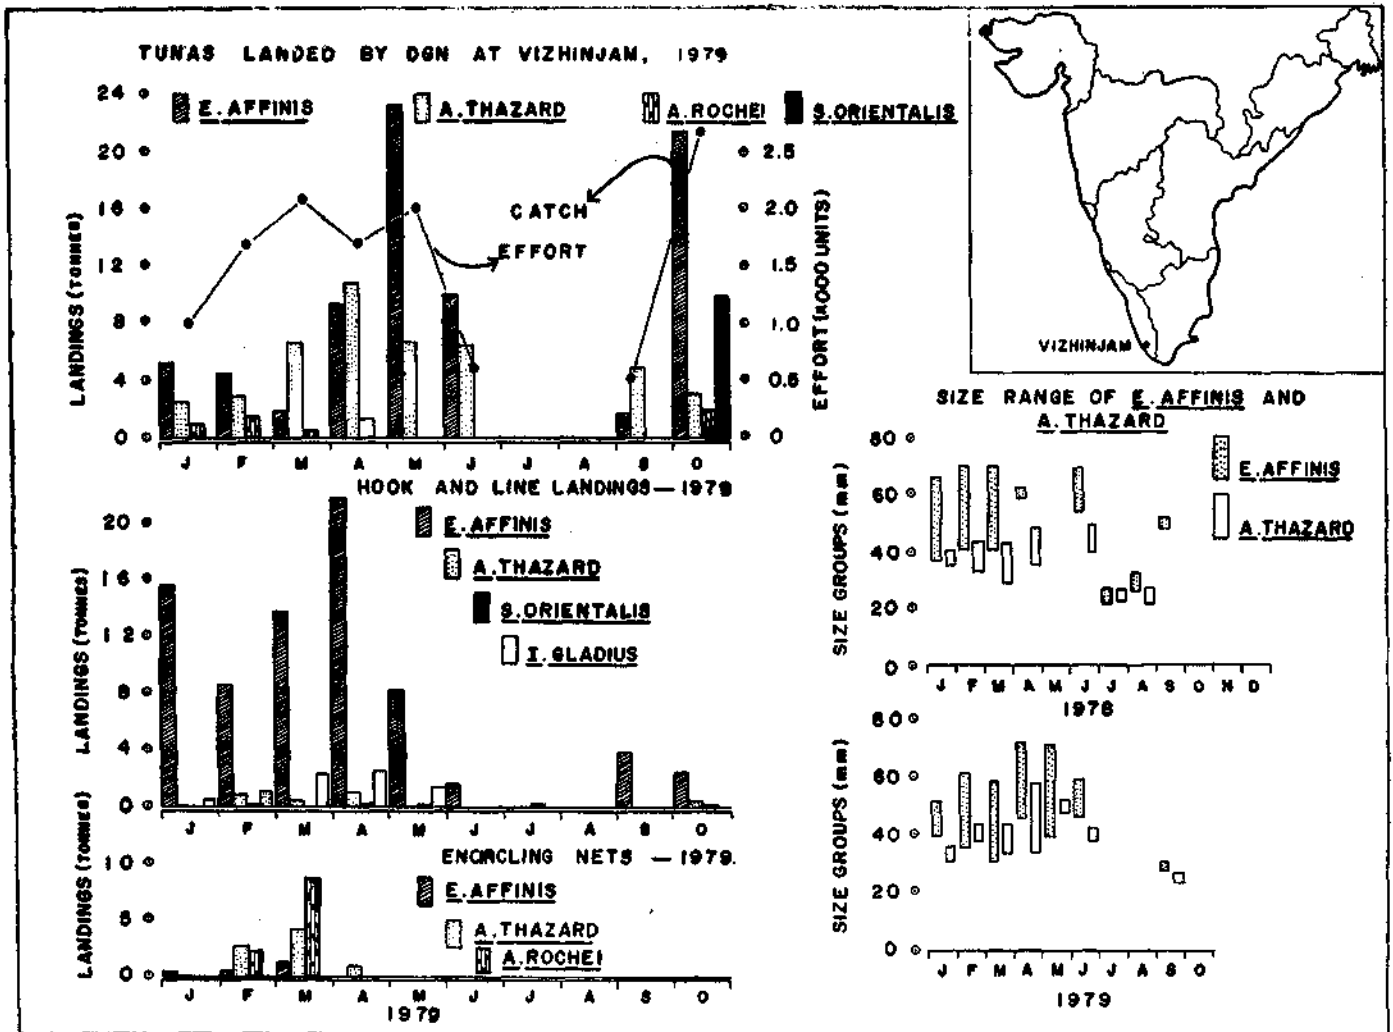 TUNAS LANDED BY DGN AT VIZHINJAM, 1979
E.AFFINIS
A.THAZARD
A.ROCHEI
S.ORIENTALIS
LANDINGS (TONNES)
24
20
16
12
8
4
0
CATCH
EFFORT
2.5
2.0
1.5
1.0
0.5
0
EFFORT (1000 UNITS)
J F M A M J J A S O
HOOK AND LINE LANDINGS—1979
E.AFFINIS
A.THAZARD
S.ORIENTALIS
I.GLADIUS
LANDINGS (TONNES)
20
16
12
8
4
0
J F M A M J J A S O
ENCIRCLING NETS —1979.
E.AFFINIS
A.THAZARD
A.ROCHEI
LANDINGS (TONNES)
10
5
0
J F M A M J J A S O
1979
VIZHINJAM
SIZE RANGE OF E.AFFINIS AND
A.THAZARD
E.AFFINIS
A.THAZARD
SIZE GROUPS (mm)
80
60
40
20
0
J F M A M J J A S O N D
1978
SIZE GROUPS (mm)
80
60
40
20
0
J F M A M J J A S O
1979